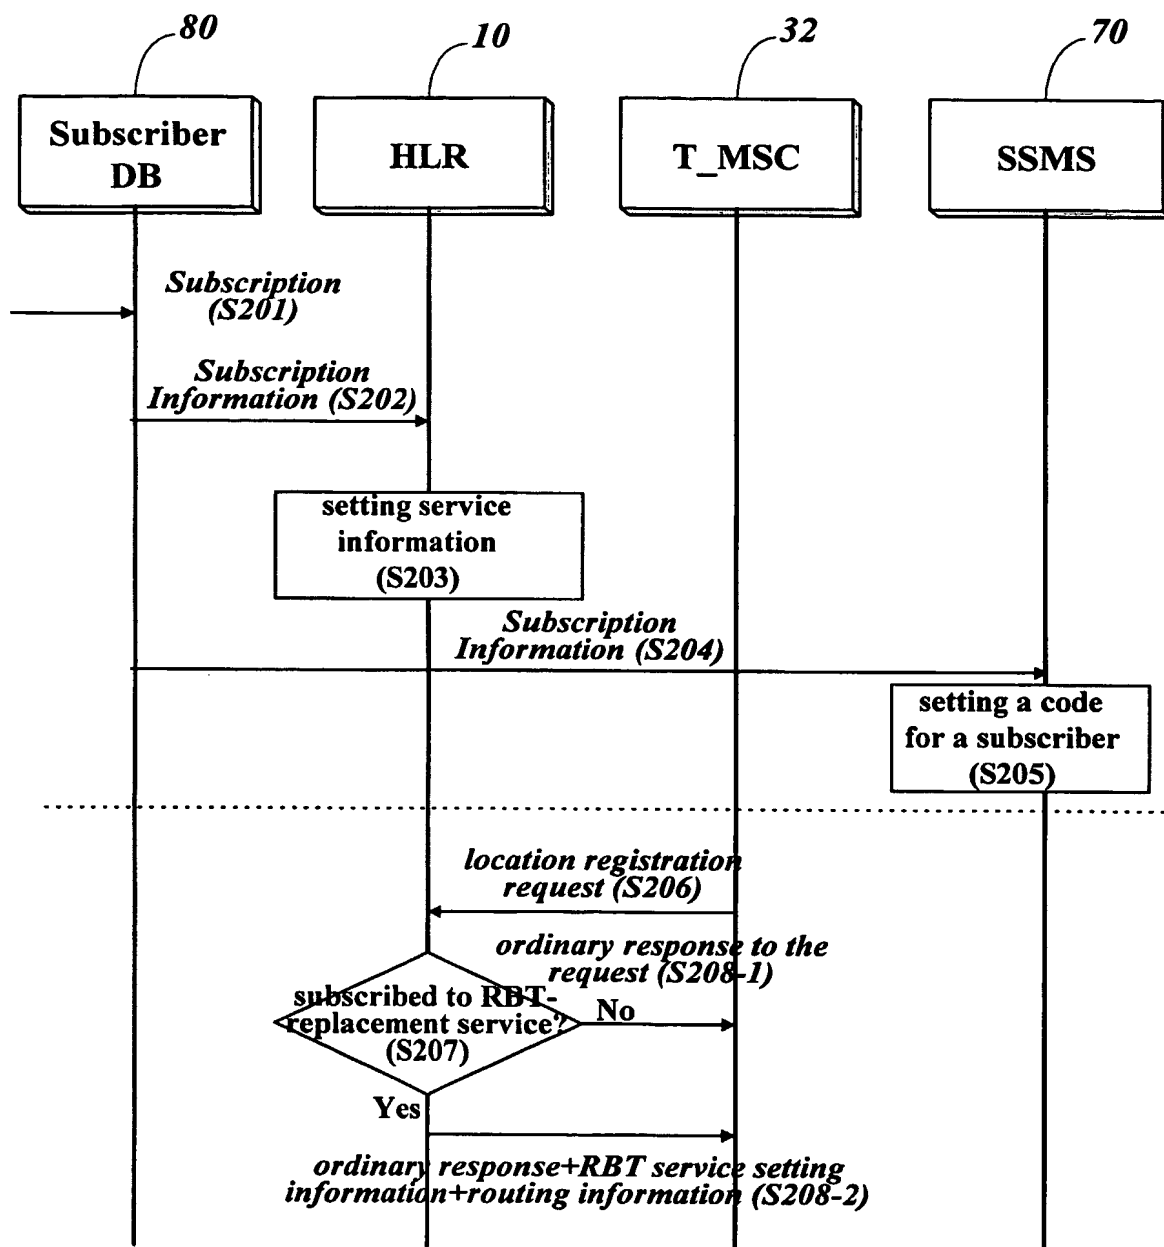 80
10
32
70
Subscriber
DB
HLR
T_MSC
SSMS
Subscription
(S201)
Subscription
Information (S202)
setting service
information
(S203)
Subscription
Information (S204)
setting a code
for a subscriber
(S205)
location registration
request (S206)
ordinary response to the
request (S208-1)
subscribed to RBT-
replacement service?
(S207)
No
Yes
ordinary response+RBT service setting
information+routing information (S208-2)